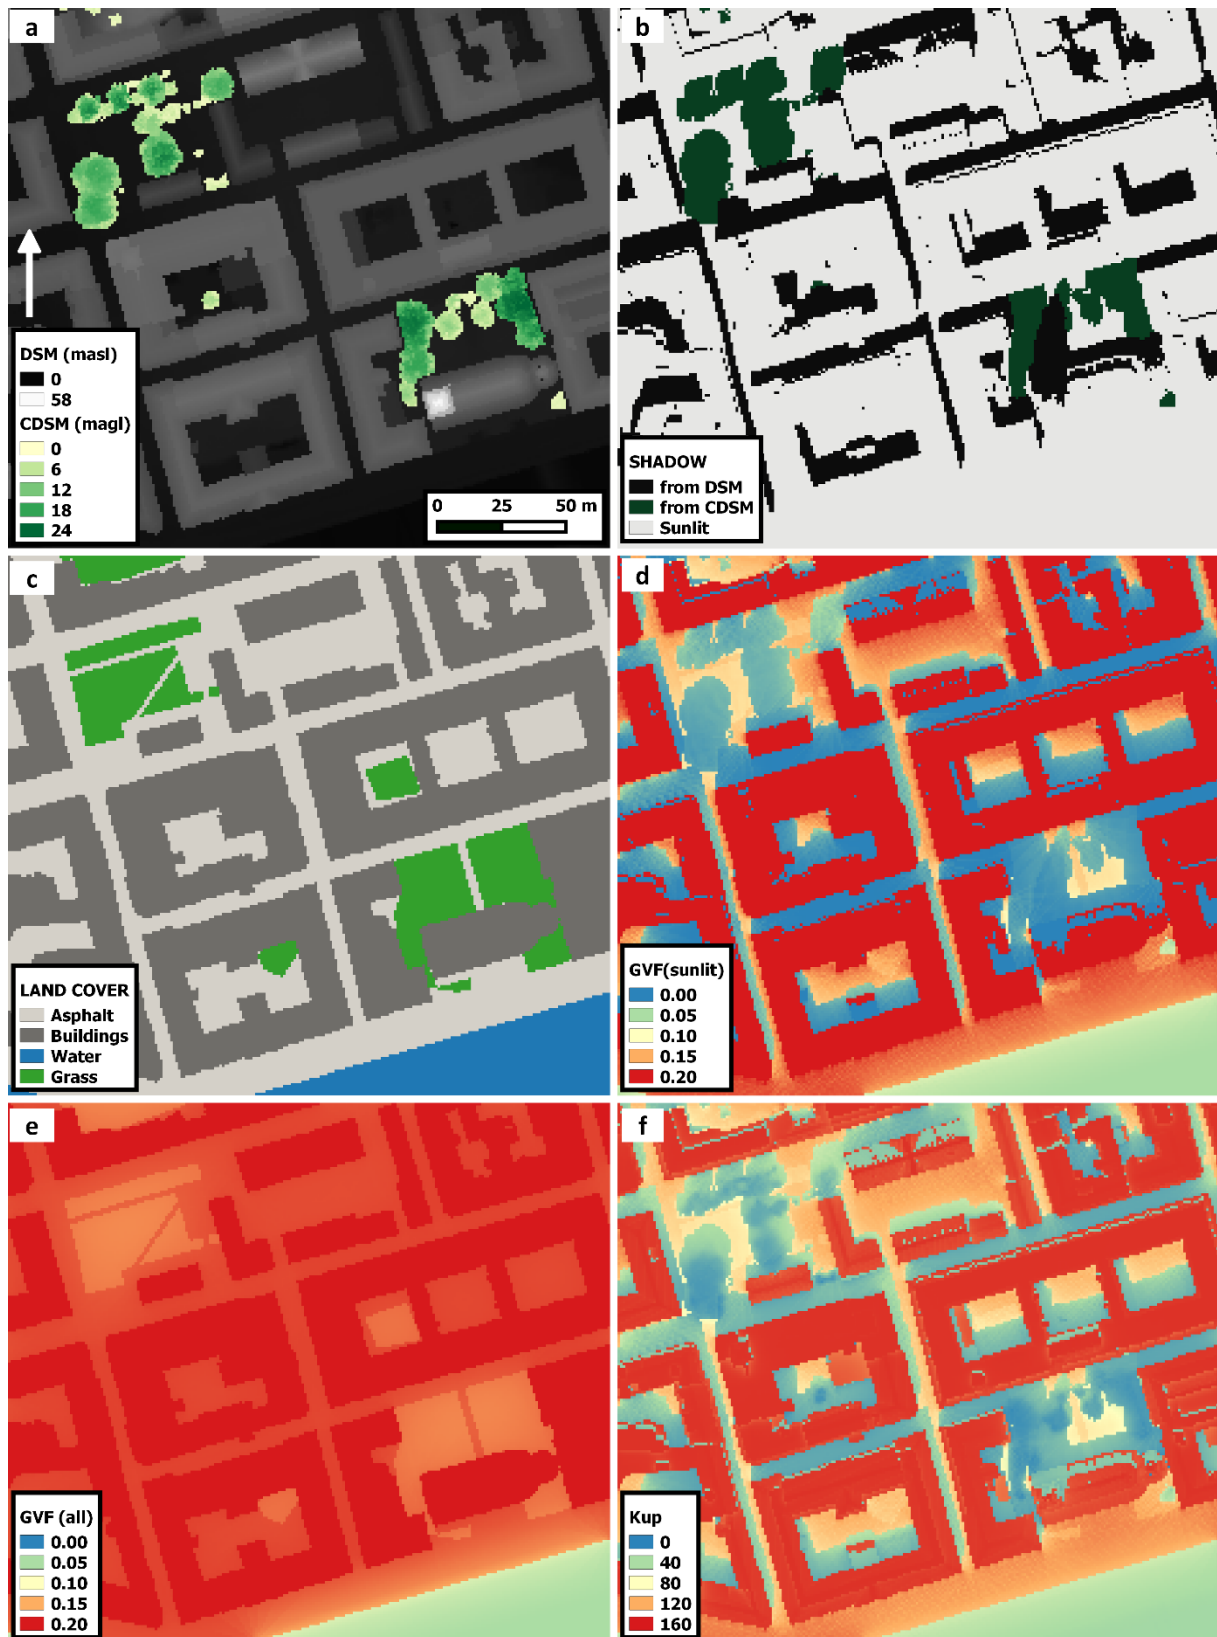 a
DSM (masl)
0
58
CDSM (magl)
0
6
12
18
24
0 25 50 m
b
SHADOW
from DSM
from CDSM
Sunlit
c
LAND COVER
Asphalt
Buildings
Water
Grass
d
GVF(sunlit)
0.00
0.05
0.10
0.15
0.20
e
GVF (all)
0.00
0.05
0.10
0.15
0.20
f
Kup
0
40
80
120
160